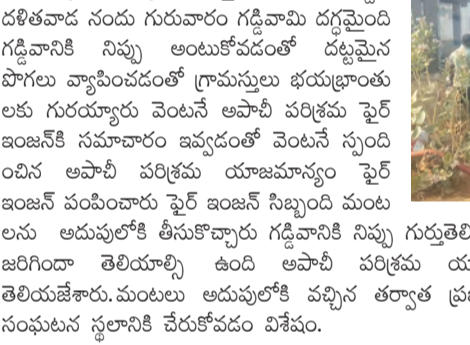 దళితవాడ నందు గురువారం గడ్డివామి దగ్ధమైంది
గడ్డివానికి నిప్పు అంటుకోవడంతో దట్టమైన
పొగలు వ్యాపించడంతో గ్రామస్తులు భయభ్రాంతు
లకు గురయ్యారు వెంటనే అపాచీ పరిశ్రమ ఫైర్
ఇంజన్‌కి సమాచారం ఇవ్వడంతో వెంటనే స్పంది
ంచిన అపాచీ పరిశ్రమ యాజమాన్యం ఫైర్
ఇంజన్ పంపించారు ఫైర్ ఇంజన్ సిబ్బంది మంట
లను అదుపులోకి తీసుకొచ్చారు గడ్డివానికి నిప్పు
జరిగిందా తెలియాల్సి ఉంది అపాచీ పరిశ్రమ
తెలియజేశారు.మంటలు అదుపులోకి వచ్చిన తర్వాత
సంఘటన స్థలానికి చేరుకోవడం విశేషం.